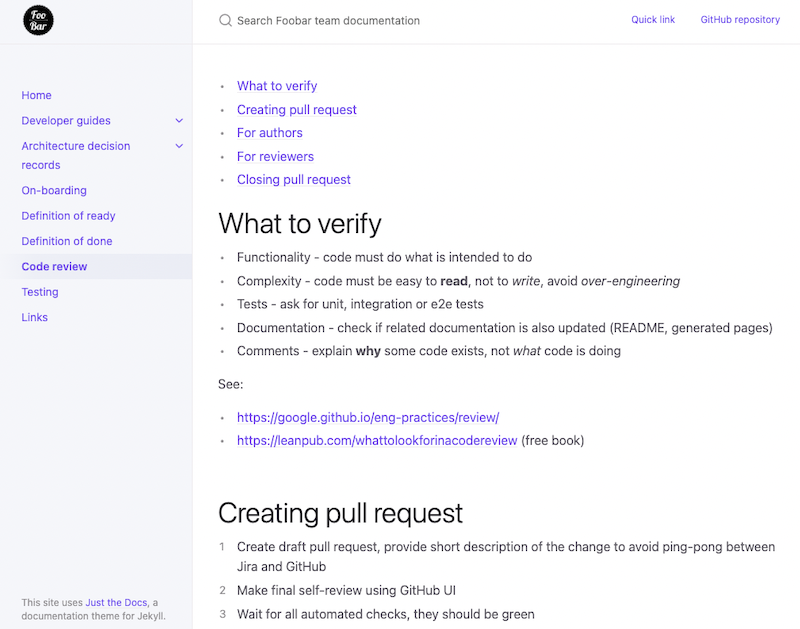 Foo
Bar
Search Foobar team documentation
Quick link
GitHub repository
Home
Developer guides
Architecture decision
records
On-boarding
Definition of ready
Definition of done
Code review
Testing
Links
This site uses Just the Docs, a
documentation theme for Jekyll.
What to verify
Creating pull request
For authors
For reviewers
Closing pull request
What to verify
Functionality - code must do what is intended to do
Complexity - code must be easy to read, not to write, avoid over-engineering
Tests - ask for unit, integration or e2e tests
Documentation - check if related documentation is also updated (README, generated pages)
Comments - explain why some code exists, not what code is doing
See:
https://google.github.io/eng-practices/review/
https://leanpub.com/whattolookforinacodereview (free book)
Creating pull request
1 Create draft pull request, provide short description of the change to avoid ping-pong between
Jira and GitHub
2 Make final self-review using GitHub UI
3 Wait for all automated checks, they should be green